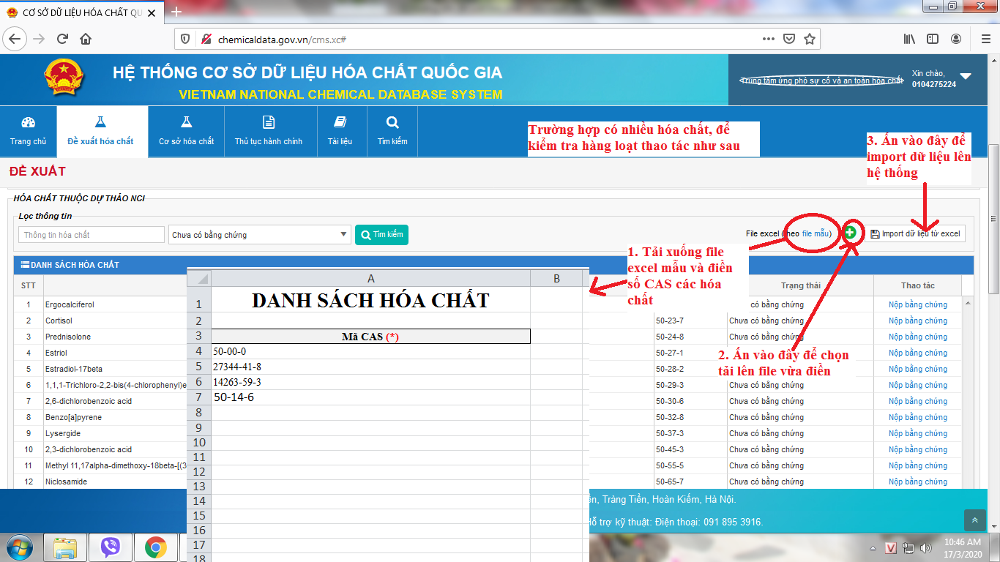 CƠ SỞ DỮ LIỆU HÓA CHẤT QU
chemicaldata.gov.vn/cms.xc#
HỆ THỐNG CƠ SỞ DỮ LIỆU HÓA CHẤT QUỐC GIA
VIETNAM NATIONAL CHEMICAL DATABASE SYSTEM
Trung tâm ứng phó sự cố và an toàn hóa chất
Xin chào,
0104275224
Trang chủ
Đề xuất hóa chất
Cơ sở hóa chất
Thủ tục hành chính
Tài liệu
Tìm kiếm
Trường hợp có nhiều hóa chất, để
kiểm tra hàng loạt thao tác như sau
3. Ấn vào đây để
import dữ liệu lên
hệ thống
ĐỀ XUẤT
HÓA CHẤT THUỘC DỰ THẢO NCI
Lọc thông tin
Thông tin hóa chất
Chưa có bằng chứng
Tìm kiếm
File excel (theo file mẫu)
Import dữ liệu từ excel
1. Tải xuống file
excel mẫu và điền
số CAS các hóa
chất
DANH SÁCH HÓA CHẤT
STT
Trạng thái
Thao tác
1 Ergocalciferol Chưa có bằng chứng Nộp bằng chứng
2 Cortisol 50-23-7 Chưa có bằng chứng Nộp bằng chứng
3 Prednisolone 50-24-8 Chưa có bằng chứng Nộp bằng chứng
4 Estriol 50-27-1 Nộp bằng chứng
5 Estradiol-17beta 50-28-2 Nộp bằng chứng
6 1,1,1-Trichloro-2,2-bis(4-chlorophenyl)e 50-29-3 Chưa có bằng chứng Nộp bằng chứng
7 2,6-dichlorobenzoic acid 50-30-6 Chưa có bằng chứng Nộp bằng chứng
8 Benzo[a]pyrene 50-32-8 Chưa có bằng chứng Nộp bằng chứng
9 Lysergide 50-37-3 Chưa có bằng chứng Nộp bằng chứng
10 2,3-dichlorobenzoic acid 50-45-3 Chưa có bằng chứng Nộp bằng chứng
11 Methyl 11,17alpha-dimethoxy-18beta-[(3 50-55-5 Chưa có bằng chứng Nộp bằng chứng
12 Niclosamide 50-65-7 Chưa có bằng chứng Nộp bằng chứng
2. Ấn vào đây để chọn
tải lên file vừa điền
A B
1 DANH SÁCH HÓA CHẤT
2
3 Mã CAS (*)
4 50-00-0
5 27344-41-8
6 14263-59-3
7 50-14-6
8
9
10
11
12
13
14
15
16
17
18
Tràng Tiền, Hoàn Kiếm, Hà Nội.
Hỗ trợ kỹ thuật: Điện thoại: 091 895 3916.
10:46 AM
17/3/2020